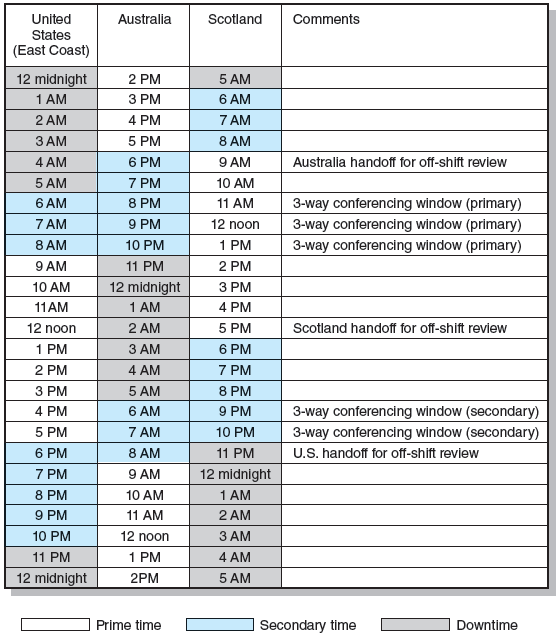 United States (East Coast) Australia Scotland Comments
12 midnight 2 PM 5 AM
1 AM 3 PM 6 AM
2 AM 4 PM 7 AM
3 AM 5 PM 8 AM
4 AM 6 PM 9 AM Australia handoff for off-shift review
5 AM 7 PM 10 AM
6 AM 8 PM 11 AM 3-way conferencing window (primary)
7 AM 9 PM 12 noon 3-way conferencing window (primary)
8 AM 10 PM 1 PM 3-way conferencing window (primary)
9 AM 11 PM 2 PM
10 AM 12 midnight 3 PM
11AM 1 AM 4 PM
12 noon 2 AM 5 PM Scotland handoff for off-shift review
1 PM 3 AM 6 PM
2 PM 4 AM 7 PM
3 PM 5 AM 8 PM
4 PM 6 AM 9 PM 3-way conferencing window (secondary)
5 PM 7 AM 10 PM 3-way conferencing window (secondary)
6 PM 8 AM 11 PM U.S. handoff for off-shift review
7 PM 9 AM 12 midnight
8 PM 10 AM 1 AM
9 PM 11 AM 2 AM
10 PM 12 noon 3 AM
11 PM 1 PM 4 AM
12 midnight 2PM 5 AM
Prime time Secondary time Downtime